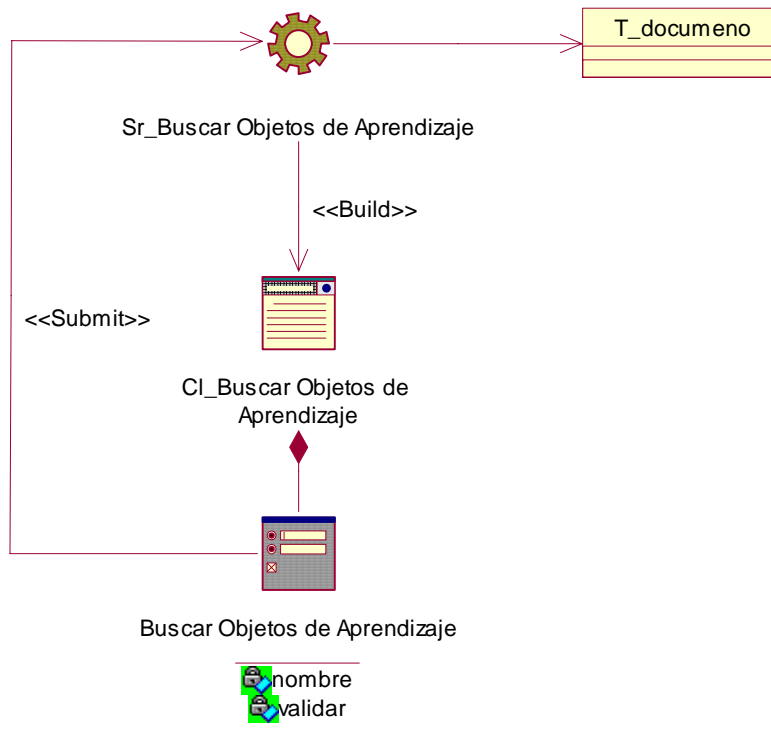 T_documeno
Sr_Buscar Objetos de Aprendizaje
<<Build>>
<<Submit>>
Cl_Buscar Objetos de
Aprendizaje
Buscar Objetos de Aprendizaje
nombre
validar